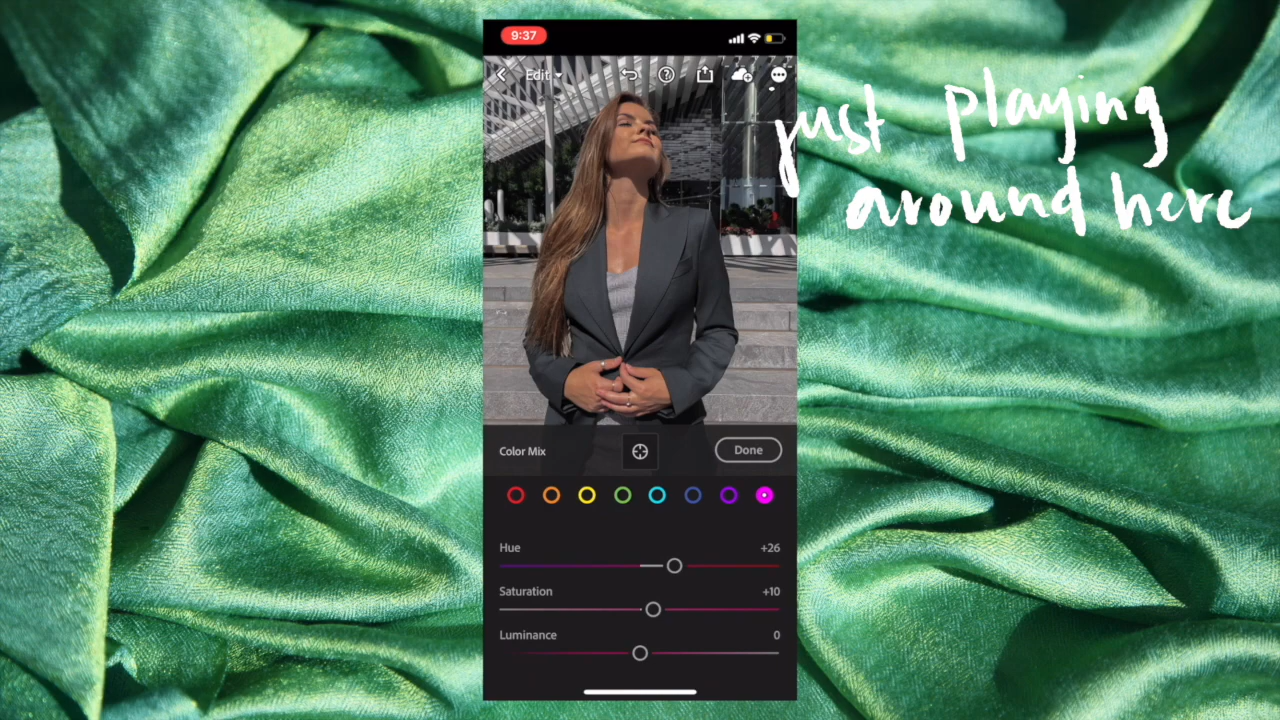 9:37
Edit
just playing
around here
Color Mix
Done
Hue +26
Saturation +10
Luminance 0